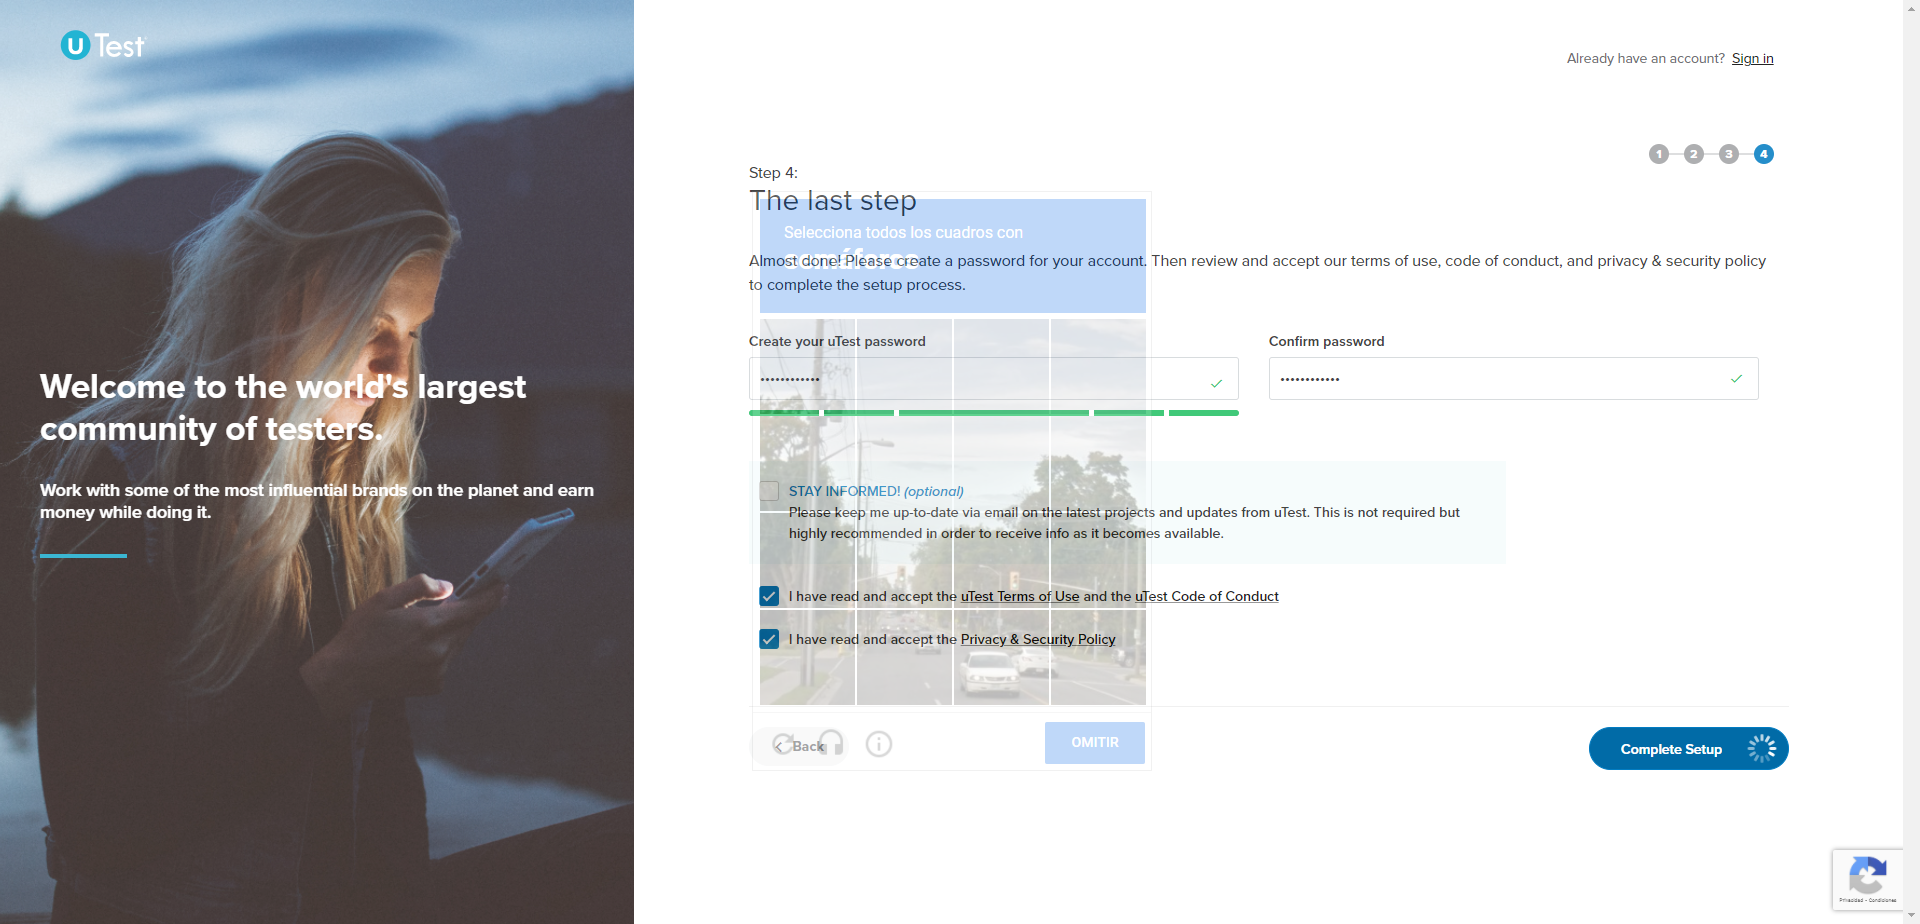 uTest
Already have an account? Sign in
1 2 3 4
Step 4:
The last step
Selecciona todos los cuadros con
semáforos
Almost done! Please create a password for your account. Then review and accept our terms of use, code of conduct, and privacy & security policy
to complete the setup process.
Create your uTest password
Confirm password
••••••••••••
••••••••••••
Welcome to the world's largest
community of testers.
Work with some of the most influential brands on the planet and earn
money while doing it.
STAY INFORMED! (optional)
Please keep me up-to-date via email on the latest projects and updates from uTest. This is not required but
highly recommended in order to receive info as it becomes available.
I have read and accept the uTest Terms of Use and the uTest Code of Conduct
I have read and accept the Privacy & Security Policy
Back
OMITIR
Complete Setup
Privacidad - Condiciones